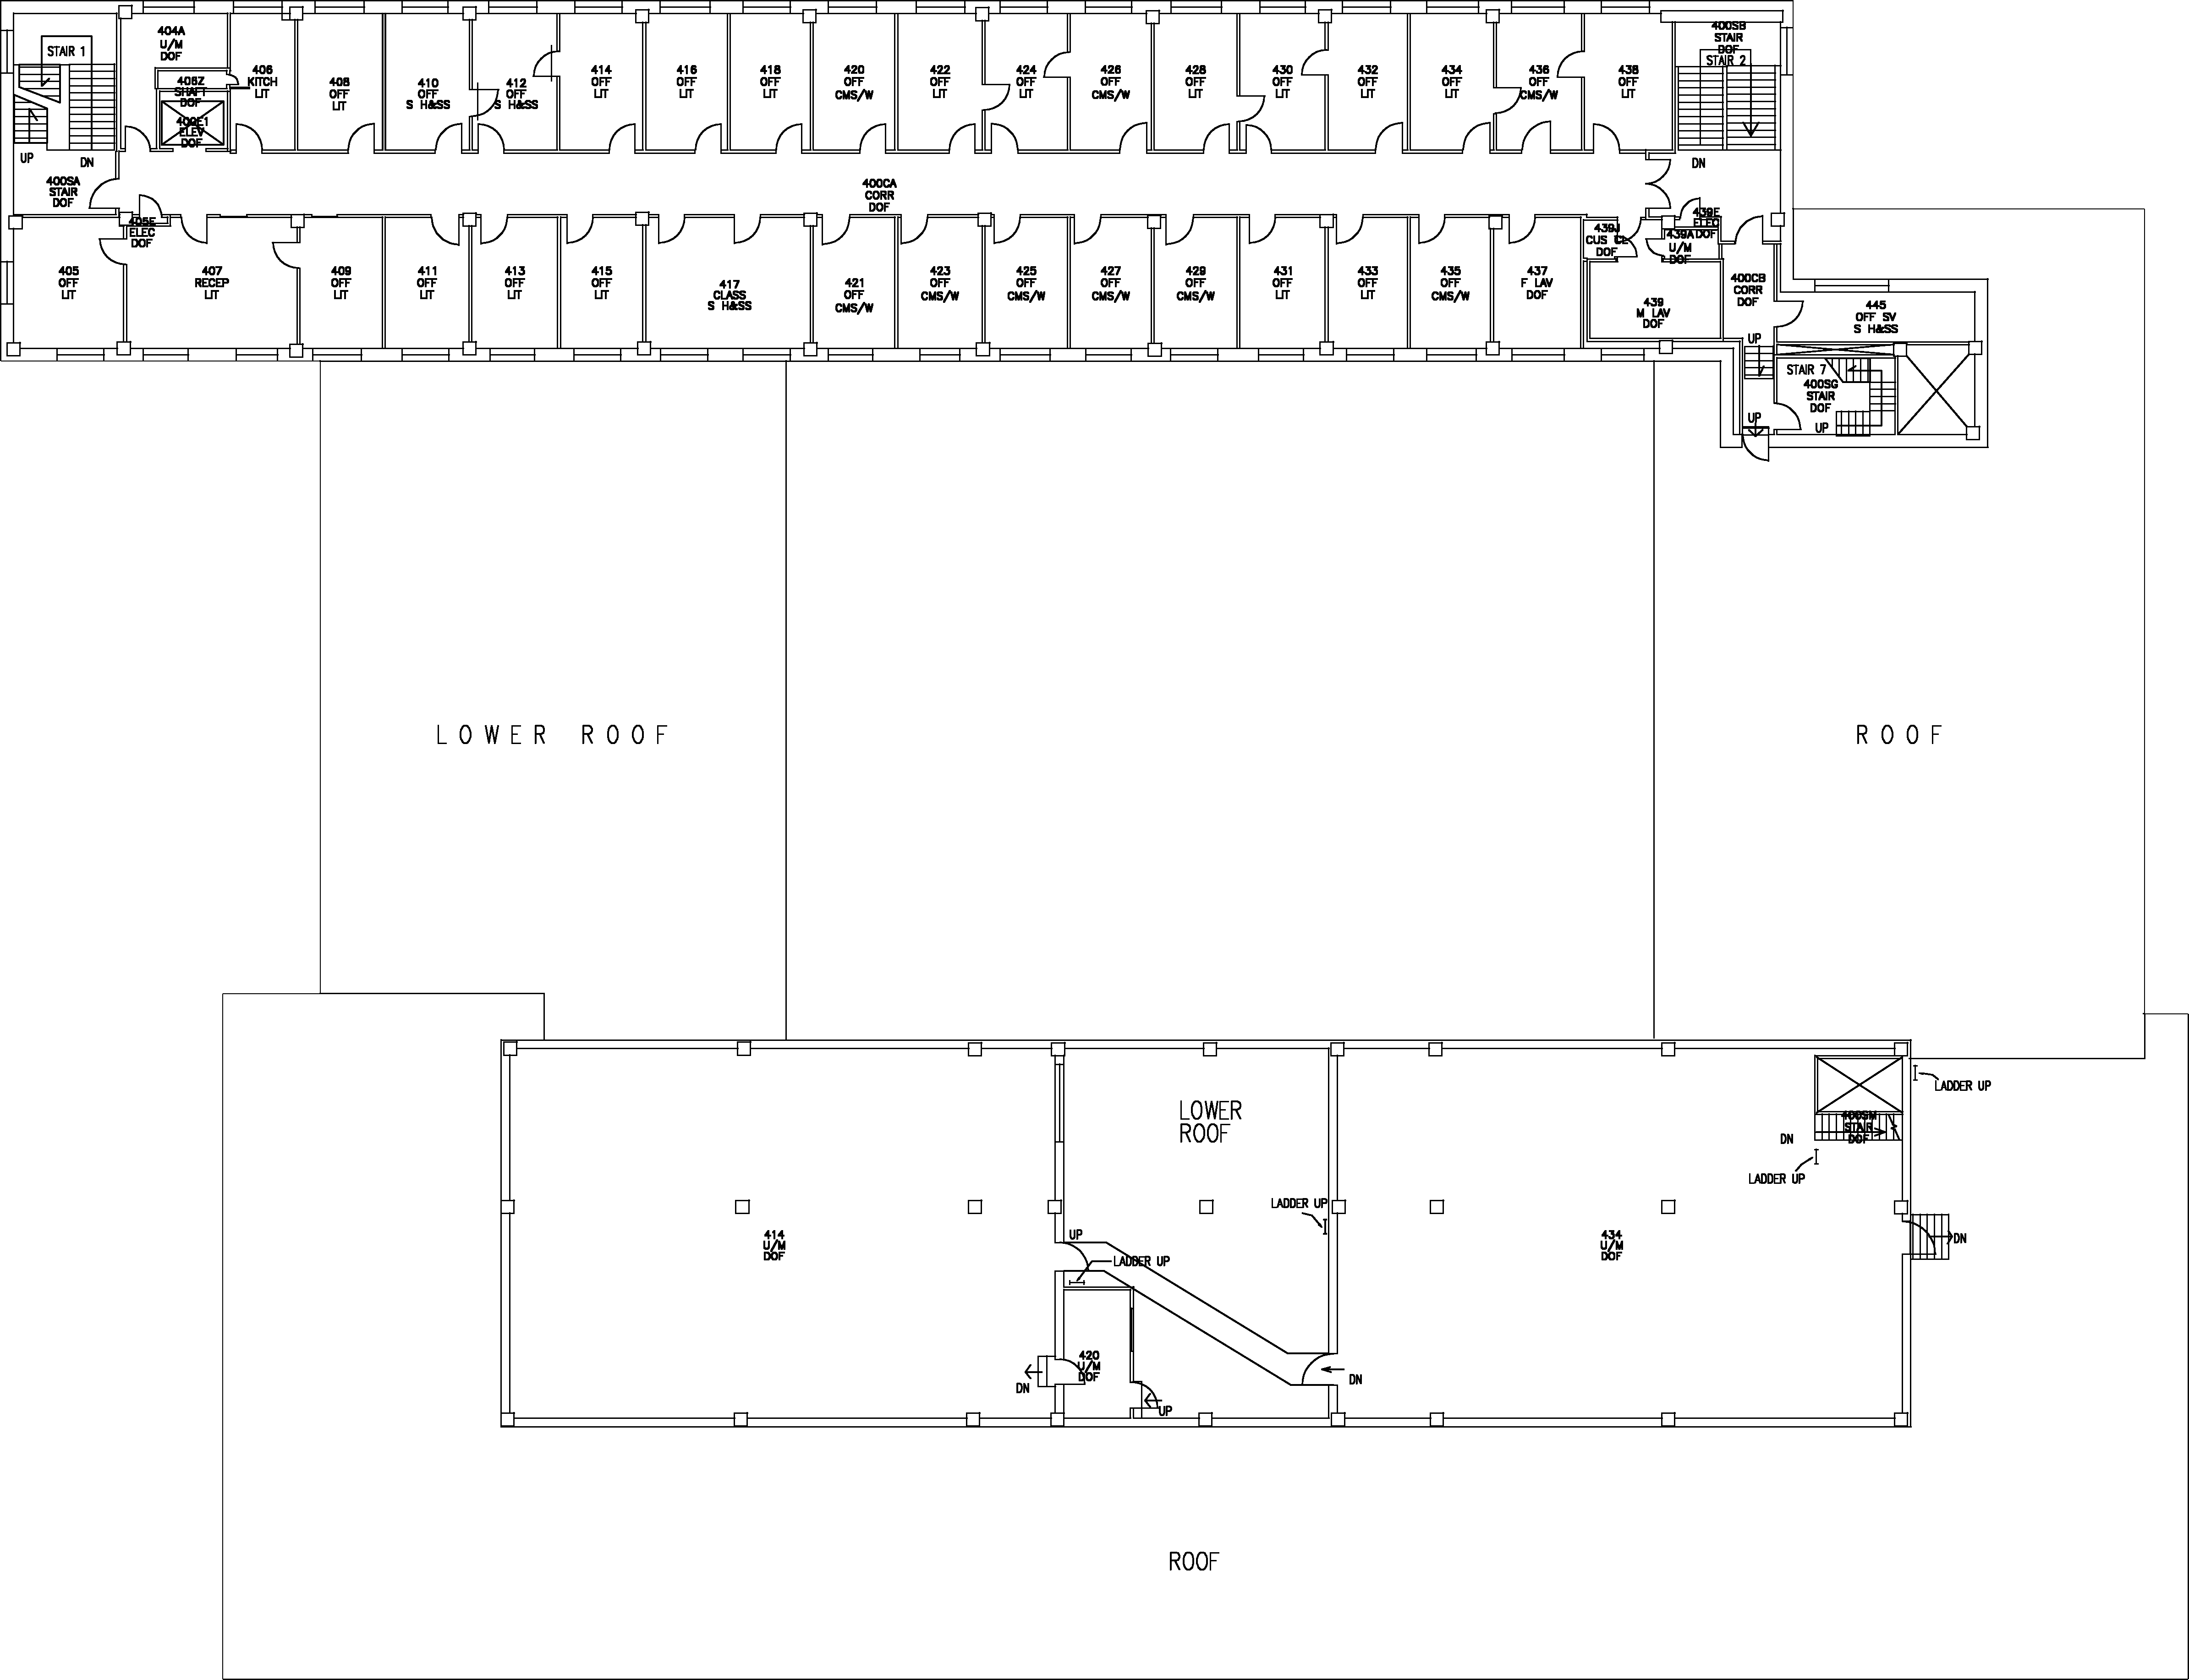 STAIR 1
UP
DN
400SA
STAIR
DOF
404A
U/M
DOF
406Z
SHAFT
DOF
400E1
ELEV
DOF
406
KITCH
LIT
408
OFF
LIT
410
OFF
S H&SS
412
OFF
S H&SS
414
OFF
LIT
416
OFF
LIT
418
OFF
LIT
420
OFF
CMS/W
422
OFF
LIT
424
OFF
LIT
426
OFF
CMS/W
428
OFF
LIT
430
OFF
LIT
432
OFF
LIT
434
OFF
LIT
436
OFF
CMS/W
438
OFF
LIT
400SB
STAIR
DOF
STAIR 2
DN
400CA
CORR
DOF
405E
ELEC
DOF
405
OFF
LIT
407
RECEP
LIT
409
OFF
LIT
411
OFF
LIT
413
OFF
LIT
415
OFF
LIT
417
CLASS
S H&SS
421
OFF
CMS/W
423
OFF
CMS/W
425
OFF
CMS/W
427
OFF
CMS/W
429
OFF
CMS/W
431
OFF
LIT
433
OFF
LIT
435
OFF
CMS/W
437
F LAV
DOF
439J
CUS CL
DOF
439E
ELEC
DOF
439A
U/M
DOF
439
M LAV
DOF
400CB
CORR
DOF
445
OFF SV
S H&SS
UP
STAIR 7
400SG
STAIR
DOF
UP
UP
LOWER ROOF
ROOF
LOWER
ROOF
LADDER UP
400SM
STAIR
DOF
DN
LADDER UP
LADDER UP
414
U/M
DOF
UP
LADDER UP
434
U/M
DOF
DN
420
U/M
DOF
DN
DN
UP
ROOF